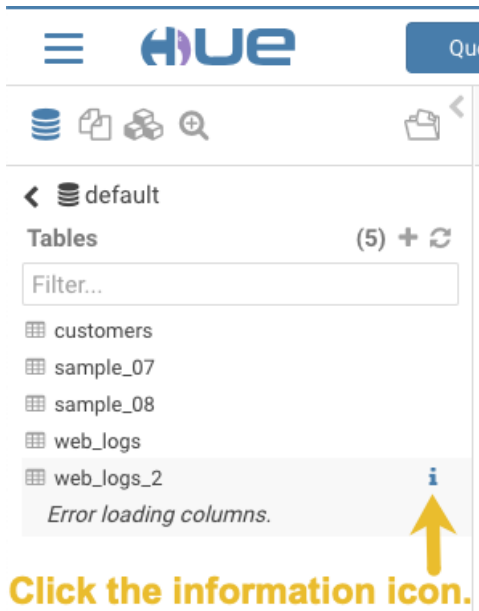 HUE
Qu
default
Tables (5)
Filter...
customers
sample_07
sample_08
web_logs
web_logs_2
Error loading columns.
Click the information icon.